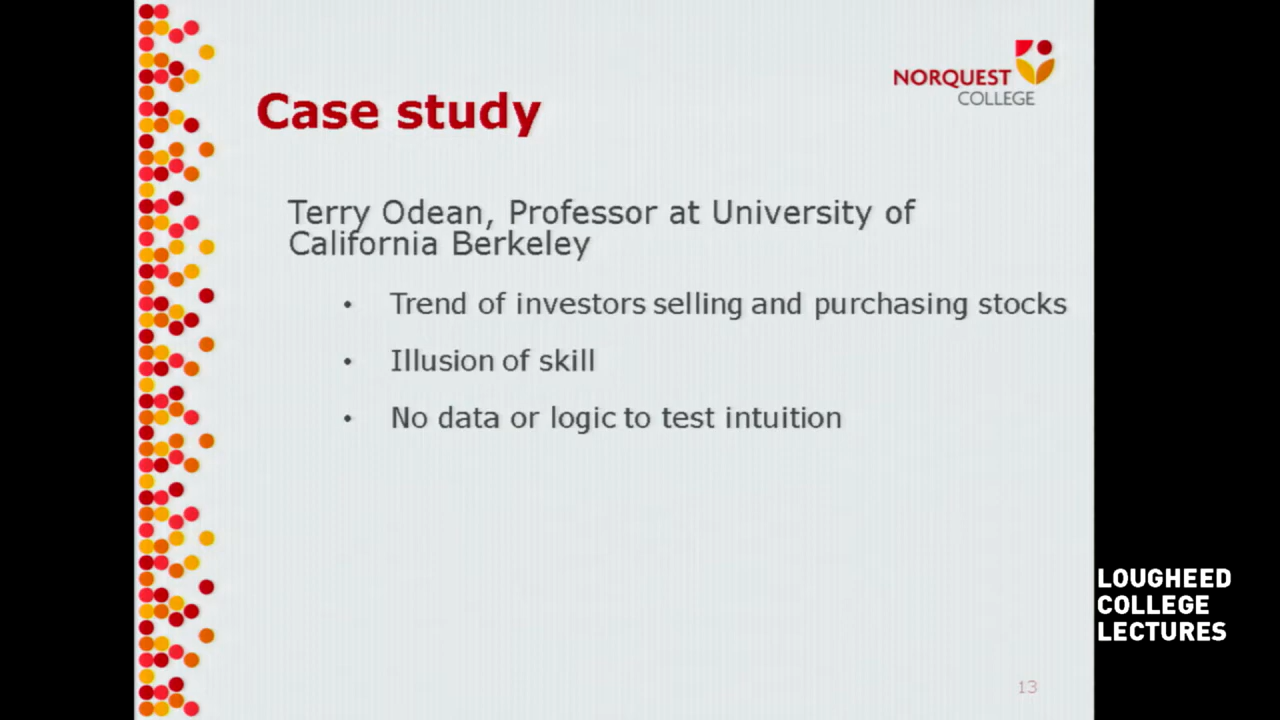 NORQUEST
COLLEGE
Case study
Terry Odean, Professor at University of
California Berkeley
• Trend of investors selling and purchasing stocks
• Illusion of skill
• No data or logic to test intuition
LOUGHEED
COLLEGE
LECTURES
13